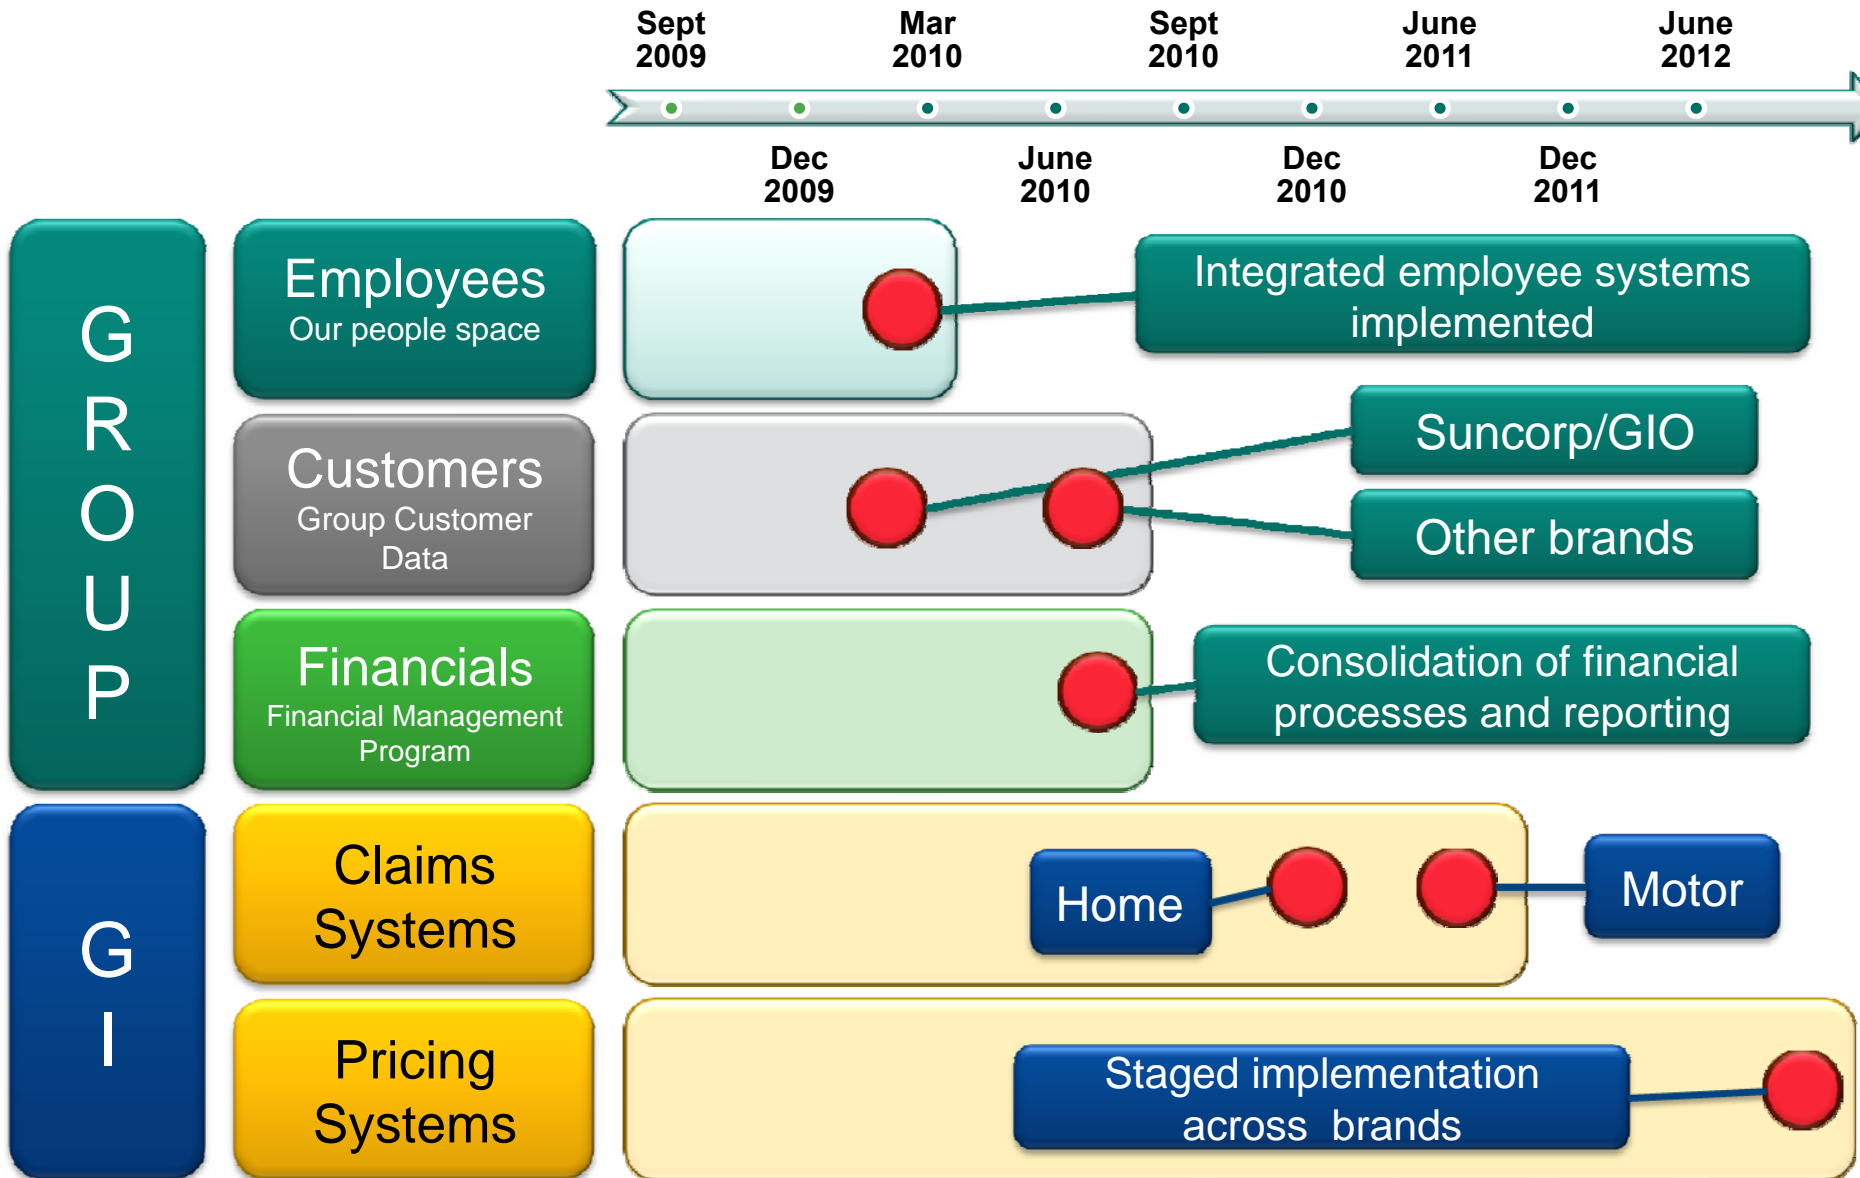 Sept
2009
Mar
2010
Sept
2010
June
2011
June
2012
Dec
2009
June
2010
Dec
2010
Dec
2011
G
R
O
U
P
Employees
Our people space
Integrated employee systems
implemented
Customers
Group Customer
Data
Suncorp/GIO
Other brands
Financials
Financial Management
Program
Consolidation of financial
processes and reporting
G
I
Claims
Systems
Home
Motor
Pricing
Systems
Staged implementation
across brands